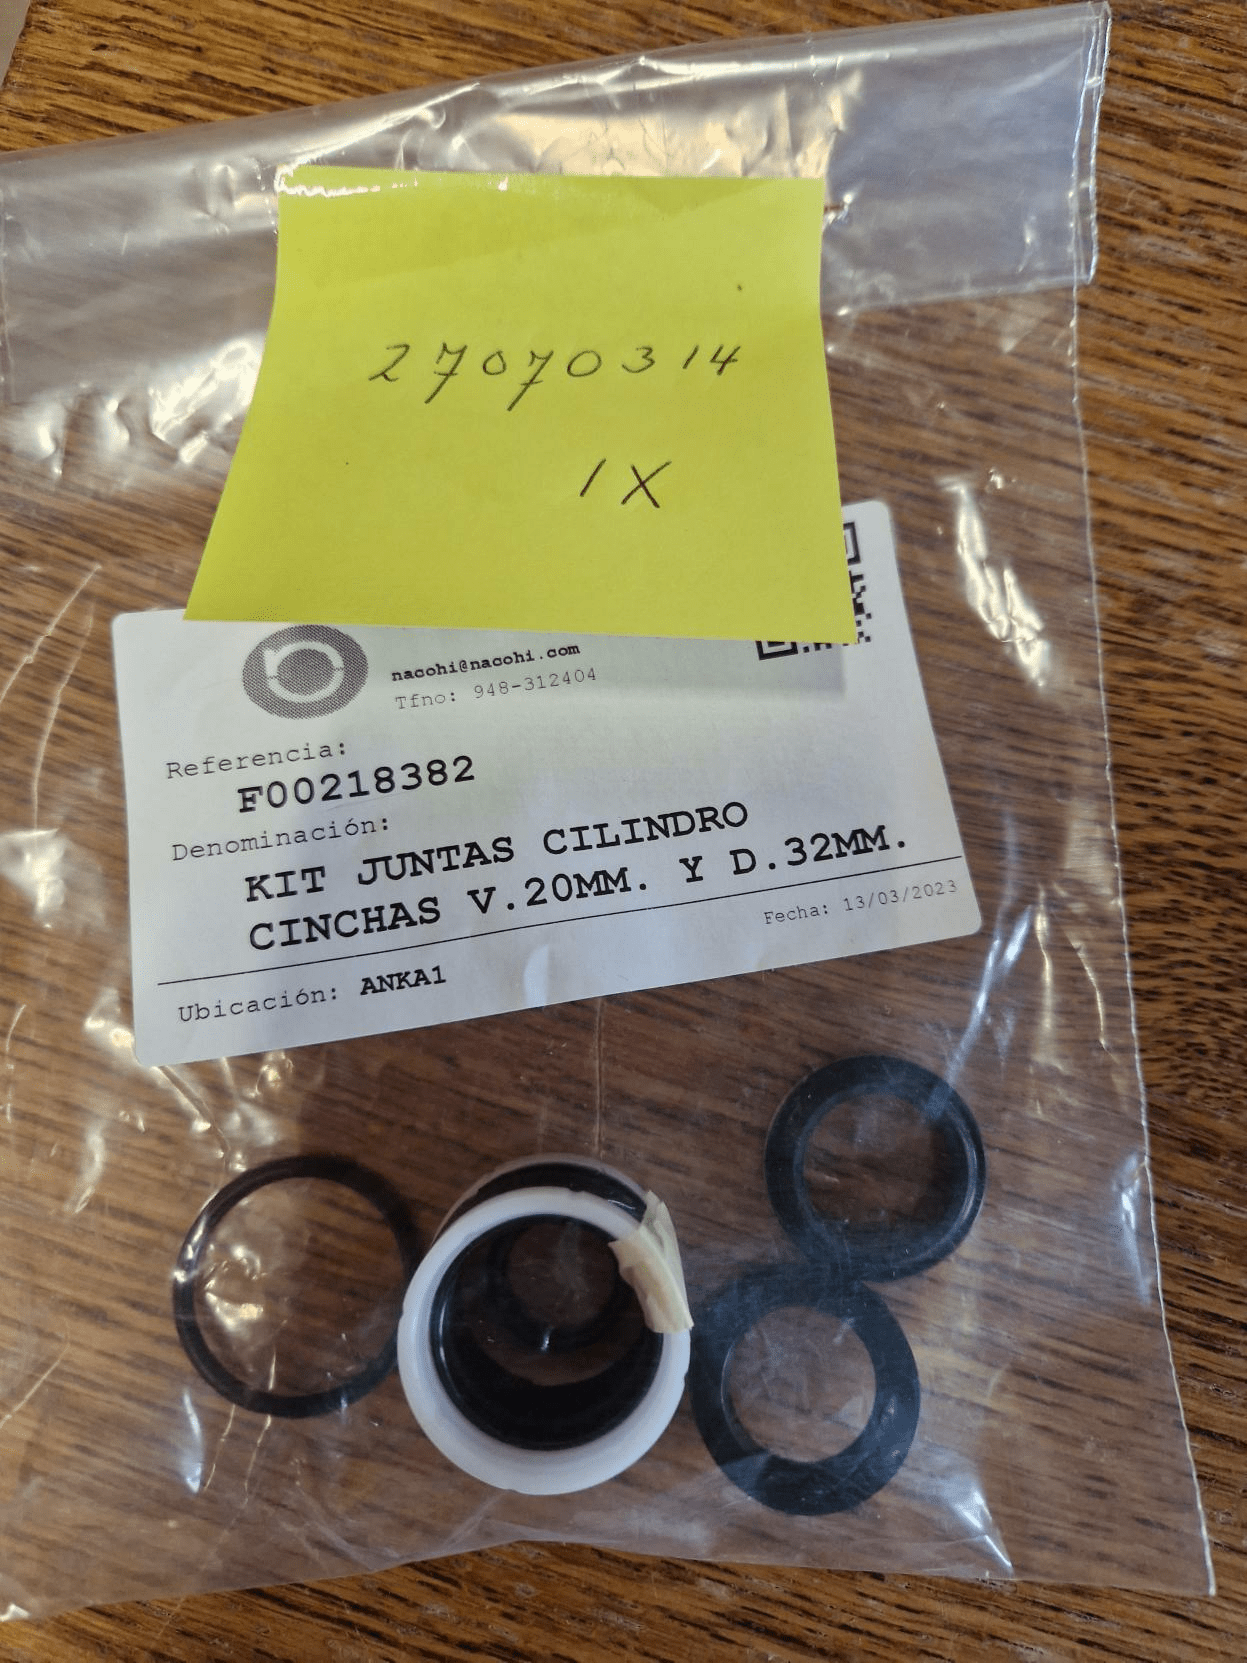 27070314
1X
nacohi@nacohi.com
Tfno: 948-312404
Referencia:
F00218382
Denominación:
KIT JUNTAS CILINDRO
CINCHAS V.20MM. Y D.32MM.
Fecha: 13/03/2023
Ubicación: ANKA1